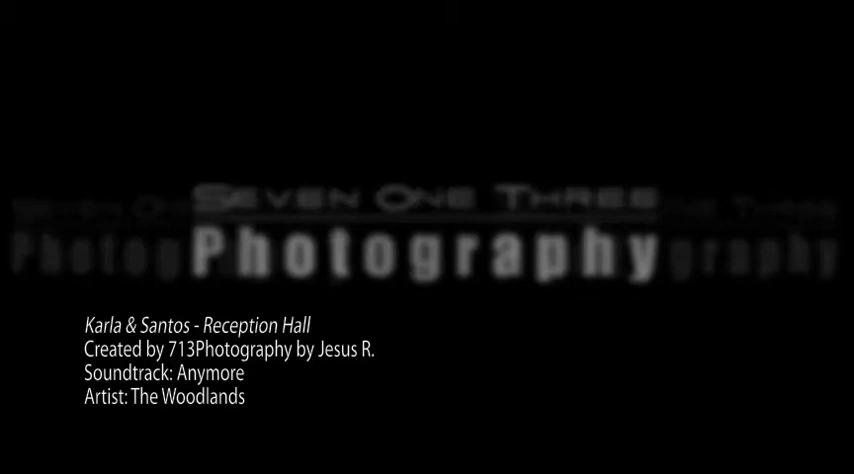 SEVEN ONE THREE
Photography
Karla & Santos - Reception Hall
Created by 713Photography by Jesus R.
Soundtrack: Anymore
Artist: The Woodlands